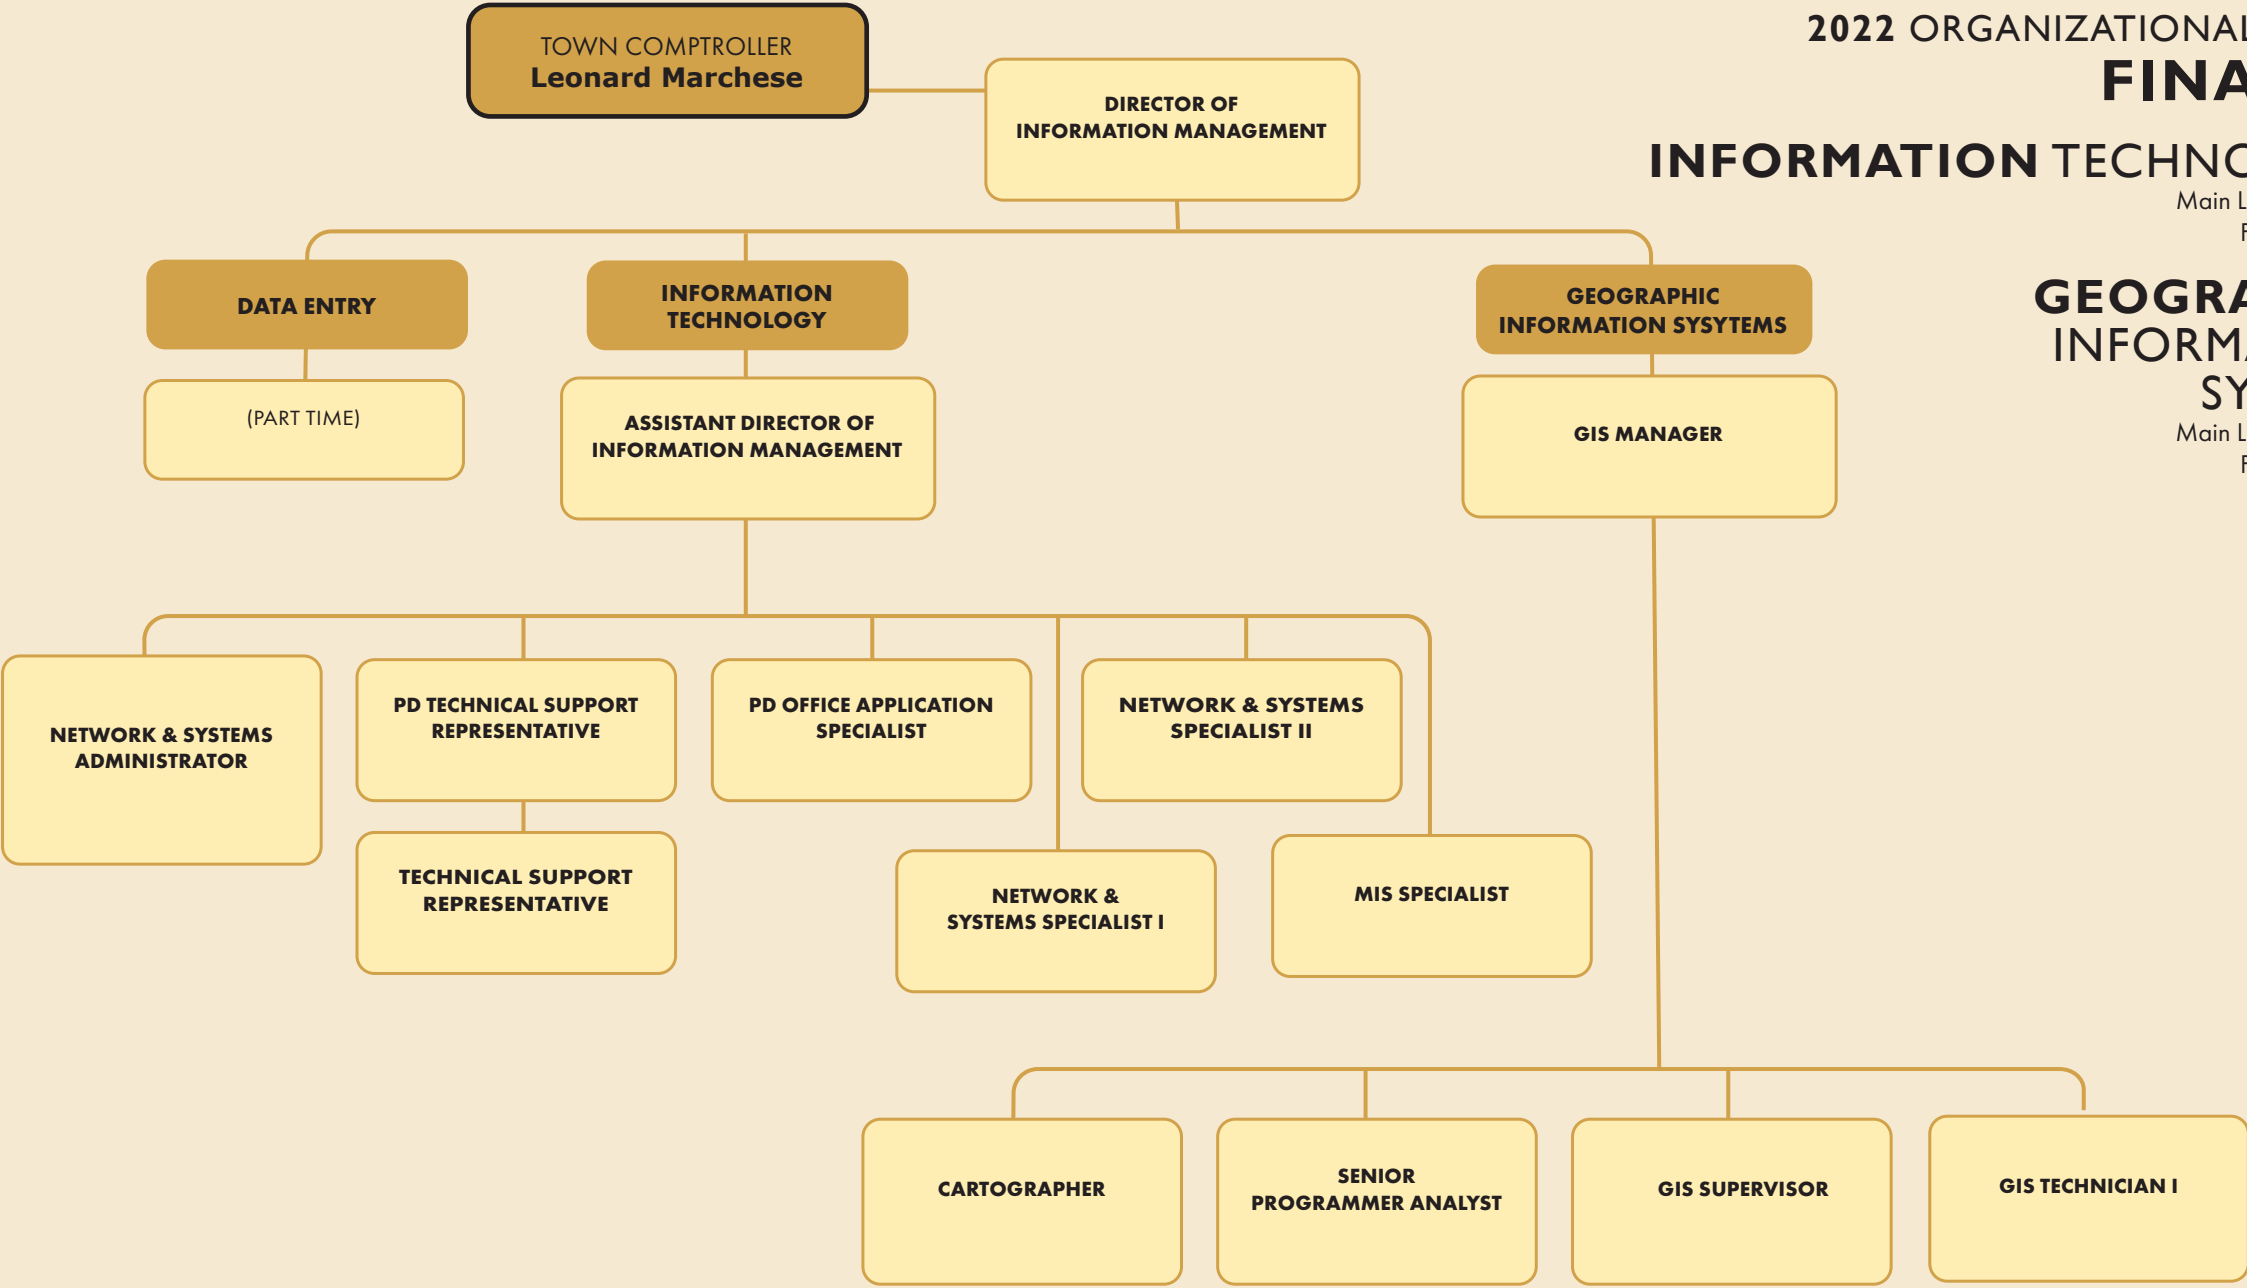 TOWN COMPTROLLER
Leonard Marchese
2022 ORGANIZATIONAL
DIRECTOR OF
INFORMATION MANAGEMENT
INFORMATION
Main
GEOGRAPHIC
INFORMATION SYSYTEMS
Main
DATA ENTRY
(PART TIME)
INFORMATION
TECHNOLOGY
ASSISTANT DIRECTOR OF
INFORMATION MANAGEMENT
GIS MANAGER
NETWORK & SYSTEMS
ADMINISTRATOR
PD TECHNICAL SUPPORT
REPRESENTATIVE
PD OFFICE APPLICATION
SPECIALIST
NETWORK & SYSTEMS
SPECIALIST II
TECHNICAL SUPPORT
REPRESENTATIVE
NETWORK &
SYSTEMS SPECIALIST I
MIS SPECIALIST
CARTOGRAPHER
SENIOR
PROGRAMMER ANALYST
GIS SUPERVISOR
GIS TECHNICIAN I